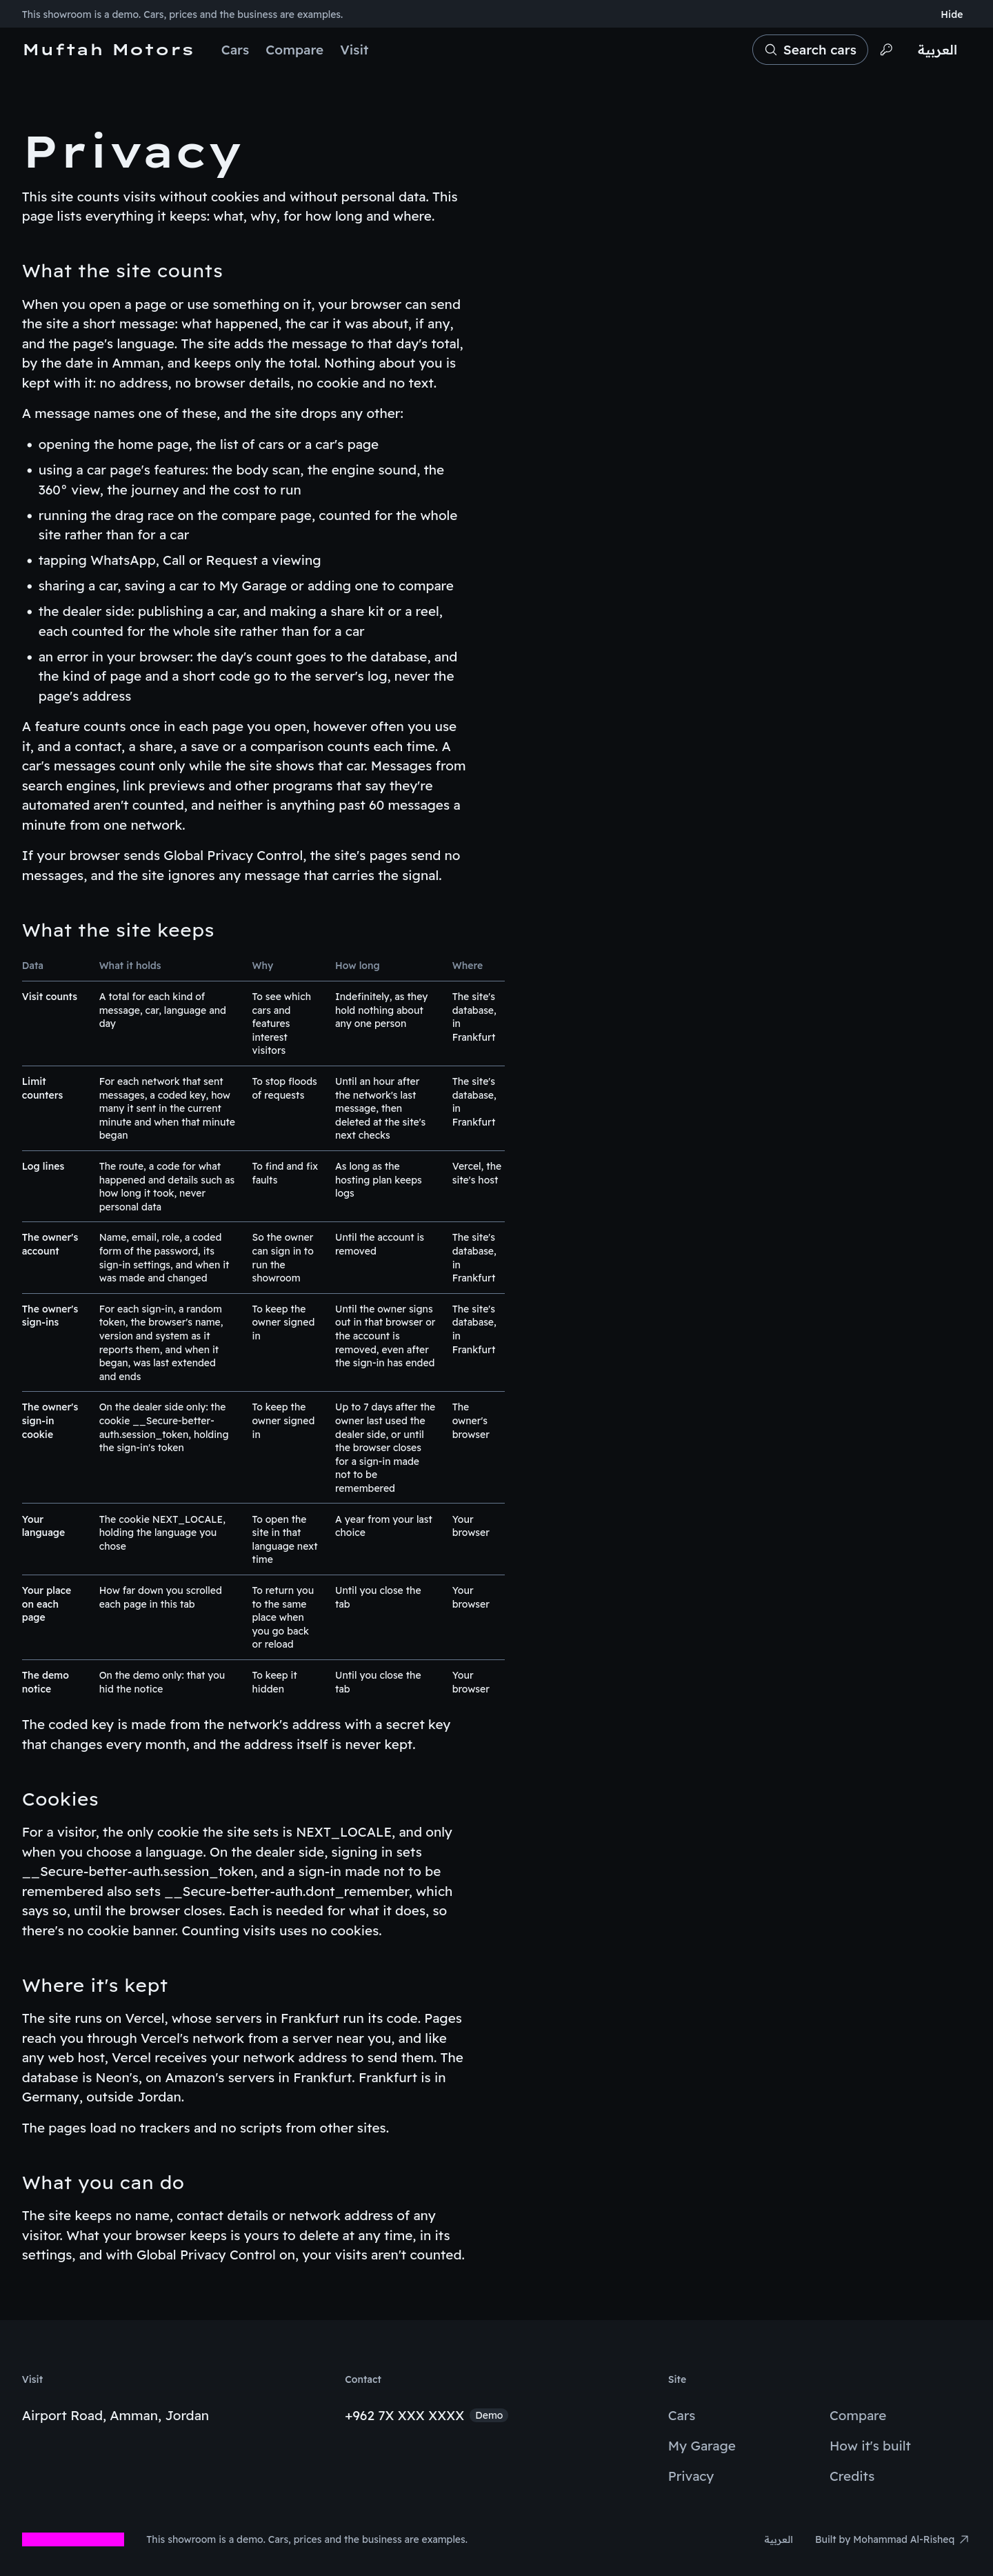 This showroom is a demo. Cars, prices and the business are examples.
Hide
Muftah Motors
Cars
Compare
Visit
Search cars
العربية
Privacy
This site counts visits without cookies and without personal data. This
page lists everything it keeps: what, why, for how long and where.
What the site counts
When you open a page or use something on it, your browser can send
the site a short message: what happened, the car it was about, if any,
and the page's language. The site adds the message to that day's total,
by the date in Amman, and keeps only the total. Nothing about you is
kept with it: no address, no browser details, no cookie and no text.
A message names one of these, and the site drops any other:
• opening the home page, the list of cars or a car's page
• using a car page's features: the body scan, the engine sound, the
360° view, the journey and the cost to run
• running the drag race on the compare page, counted for the whole
site rather than for a car
• tapping WhatsApp, Call or Request a viewing
• sharing a car, saving a car to My Garage or adding one to compare
• the dealer side: publishing a car, and making a share kit or a reel,
each counted for the whole site rather than for a car
• an error in your browser: the day's count goes to the database, and
the kind of page and a short code go to the server's log, never the
page's address
A feature counts once in each page you open, however often you use
it, and a contact, a share, a save or a comparison counts each time. A
car's messages count only while the site shows that car. Messages from
search engines, link previews and other programs that say they're
automated aren't counted, and neither is anything past 60 messages a
minute from one network.
If your browser sends Global Privacy Control, the site's pages send no
messages, and the site ignores any message that carries the signal.
What the site keeps
Data
What it holds
Why
How long
Where
Visit counts
A total for each kind of
message, car, language and
day
To see which
cars and
features
interest
visitors
Indefinitely, as they
hold nothing about
any one person
The site's
database,
in
Frankfurt
Limit
counters
For each network that sent
messages, a coded key, how
many it sent in the current
minute and when that minute
began
To stop floods
of requests
Until an hour after
the network's last
message, then
deleted at the site's
next checks
The site's
database,
in
Frankfurt
Log lines
The route, a code for what
happened and details such as
how long it took, never
personal data
To find and fix
faults
As long as the
hosting plan keeps
logs
Vercel, the
site's host
The owner's
account
Name, email, role, a coded
form of the password, its
sign-in settings, and when it
was made and changed
So the owner
can sign in to
run the
showroom
Until the account is
removed
The site's
database,
in
Frankfurt
The owner's
sign-ins
For each sign-in, a random
token, the browser's name,
version and system as it
reports them, and when it
began, was last extended
and ends
To keep the
owner signed
in
Until the owner signs
out in that browser or
the account is
removed, even after
the sign-in has ended
The site's
database,
in
Frankfurt
The owner's
sign-in
cookie
On the dealer side only: the
cookie __Secure-better-
auth.session_token, holding
the sign-in's token
To keep the
owner signed
in
Up to 7 days after the
owner last used the
dealer side, or until
the browser closes
for a sign-in made
not to be
remembered
The
owner's
browser
Your
language
The cookie NEXT_LOCALE,
holding the language you
chose
To open the
site in that
language next
time
A year from your last
choice
Your
browser
Your place
on each
page
How far down you scrolled
each page in this tab
To return you
to the same
place when
you go back
or reload
Until you close the
tab
Your
browser
The demo
notice
On the demo only: that you
hid the notice
To keep it
hidden
Until you close the
tab
Your
browser
The coded key is made from the network's address with a secret key
that changes every month, and the address itself is never kept.
Cookies
For a visitor, the only cookie the site sets is NEXT_LOCALE, and only
when you choose a language. On the dealer side, signing in sets
__Secure-better-auth.session_token, and a sign-in made not to be
remembered also sets __Secure-better-auth.dont_remember, which
says so, until the browser closes. Each is needed for what it does, so
there's no cookie banner. Counting visits uses no cookies.
Where it's kept
The site runs on Vercel, whose servers in Frankfurt run its code. Pages
reach you through Vercel's network from a server near you, and like
any web host, Vercel receives your network address to send them. The
database is Neon's, on Amazon's servers in Frankfurt. Frankfurt is in
Germany, outside Jordan.
The pages load no trackers and no scripts from other sites.
What you can do
The site keeps no name, contact details or network address of any
visitor. What your browser keeps is yours to delete at any time, in its
settings, and with Global Privacy Control on, your visits aren't counted.
Visit
Airport Road, Amman, Jordan
Contact
+962 7X XXX XXXX
Demo
Site
Cars
Compare
My Garage
How it's built
Privacy
Credits
This showroom is a demo. Cars, prices and the business are examples.
العربية
Built by Mohammad Al-Risheq